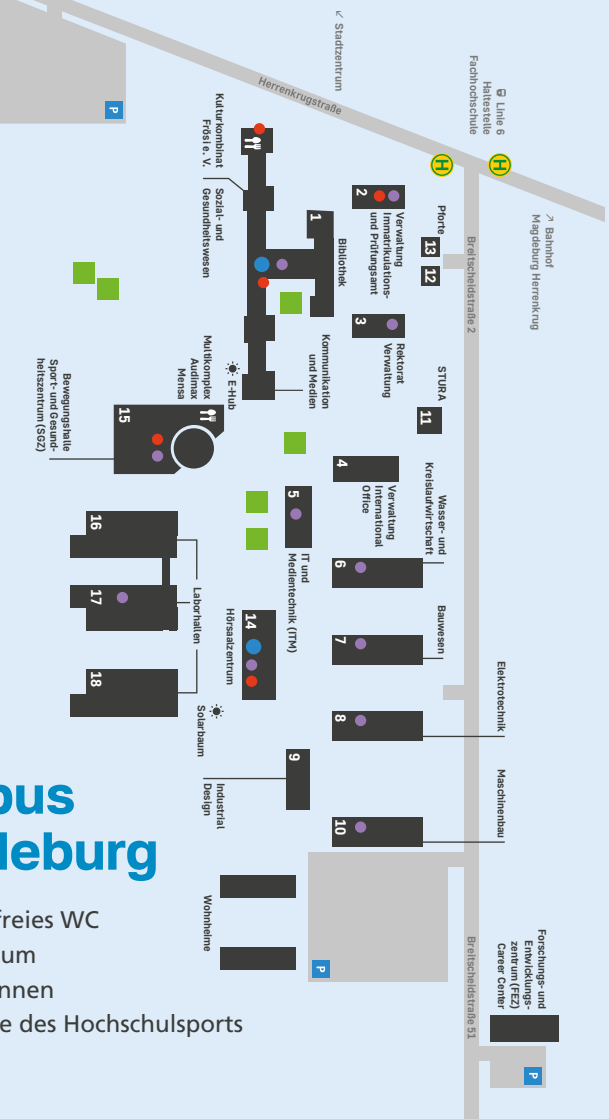 ↙ Stadtzentrum
Herrenkrugstraße
Linie 6
Haltestelle
Fachhochschule
H
H
↗ Bahnhof
Magdeburg Herrenkrug
P
Kulturkombinat
Frösi e. V.
Sozial- und
Gesundheitswesen
1
Bibliothek
2
Verwaltung
Immatrikulations-
und Prüfungsamt
Pforte
13
12
Breitscheidstraße 2
3
Rektorat
Verwaltung
Kommunikation
und Medien
E-Hub
Multikomplex
Audimax
Mensa
15
Bewegungshalle
Sport- und Gesund-
heitszentrum (SGZ)
STURA
11
4
Verwaltung
International
Office
5
IT und
Medientechnik (ITM)
Wasser- und
Kreislaufwirtschaft
6
Bauwesen
7
Elektrotechnik
8
Maschinenbau
10
16
17
18
Laborhallen
14
Hörsaalzentrum
Solarbaum
9
Industrial
Design
Wohnheime
P
Breitscheidstraße 51
Forschungs- und
Entwicklungs-
zentrum (FEZ)
Career Center
P
pus
deburg
freies WC
um
nnen
e des Hochschulsports